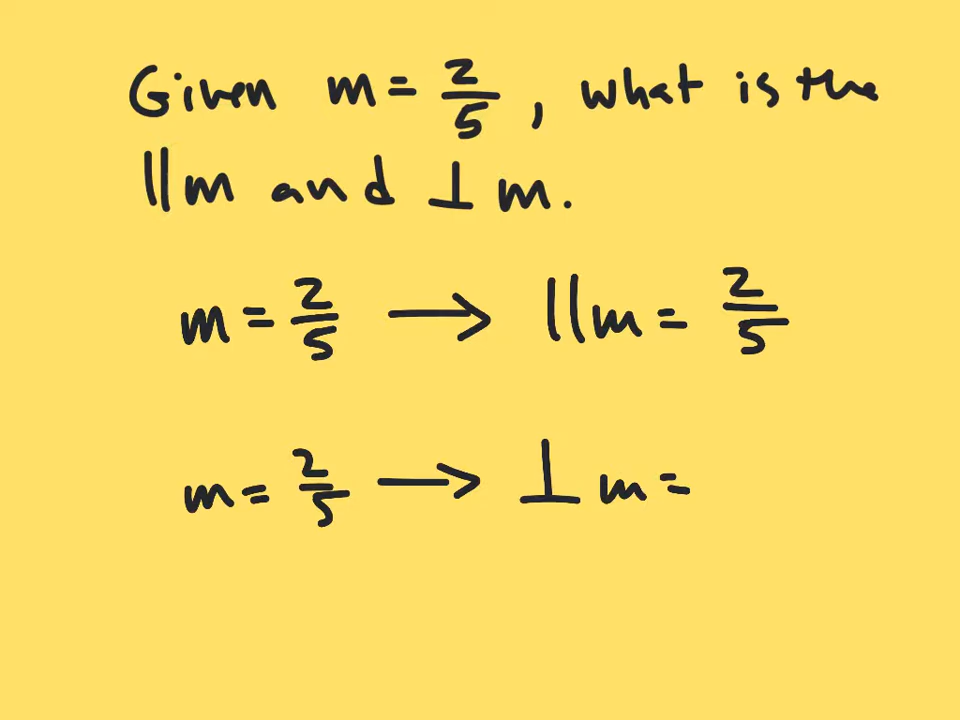 Given m = 2/5, what is the
||m and ⊥ m.
m = 2/5 → ||m = 2/5
m = 2/5 → ⊥ m =